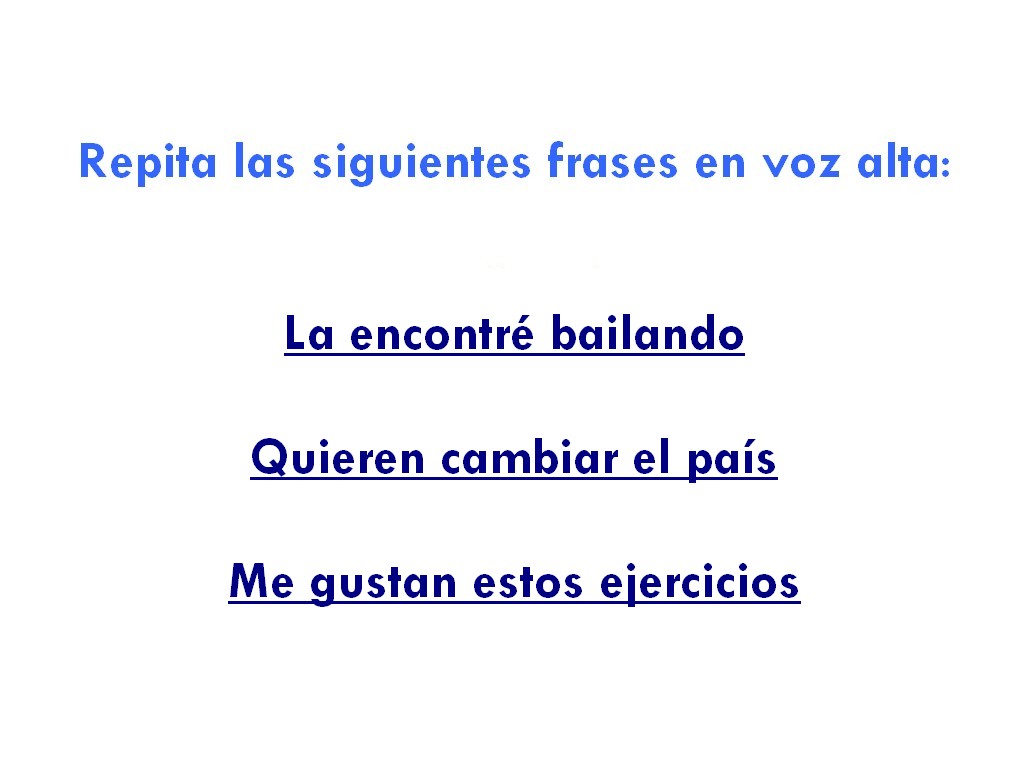 Repita las siguientes frases en voz alta:
La encontré bailando
Quieren cambiar el país
Me gustan estos ejercicios